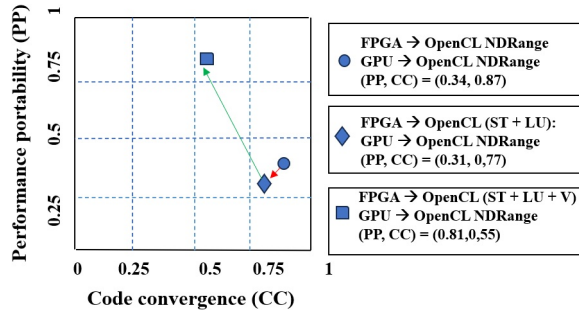 Performance portability (PP)
1
0.75
0.5
0.25
0 0.25 0.5 0.75 1
Code convergence (CC)
FPGA → OpenCL NDRange
GPU → OpenCL NDRange
(PP, CC) = (0.34, 0.87)
FPGA → OpenCL (ST + LU):
GPU → OpenCL NDRange
(PP, CC) = (0.31, 0,77)
FPGA → OpenCL (ST + LU + V)
GPU → OpenCL NDRange
(PP, CC) = (0.81,0,55)